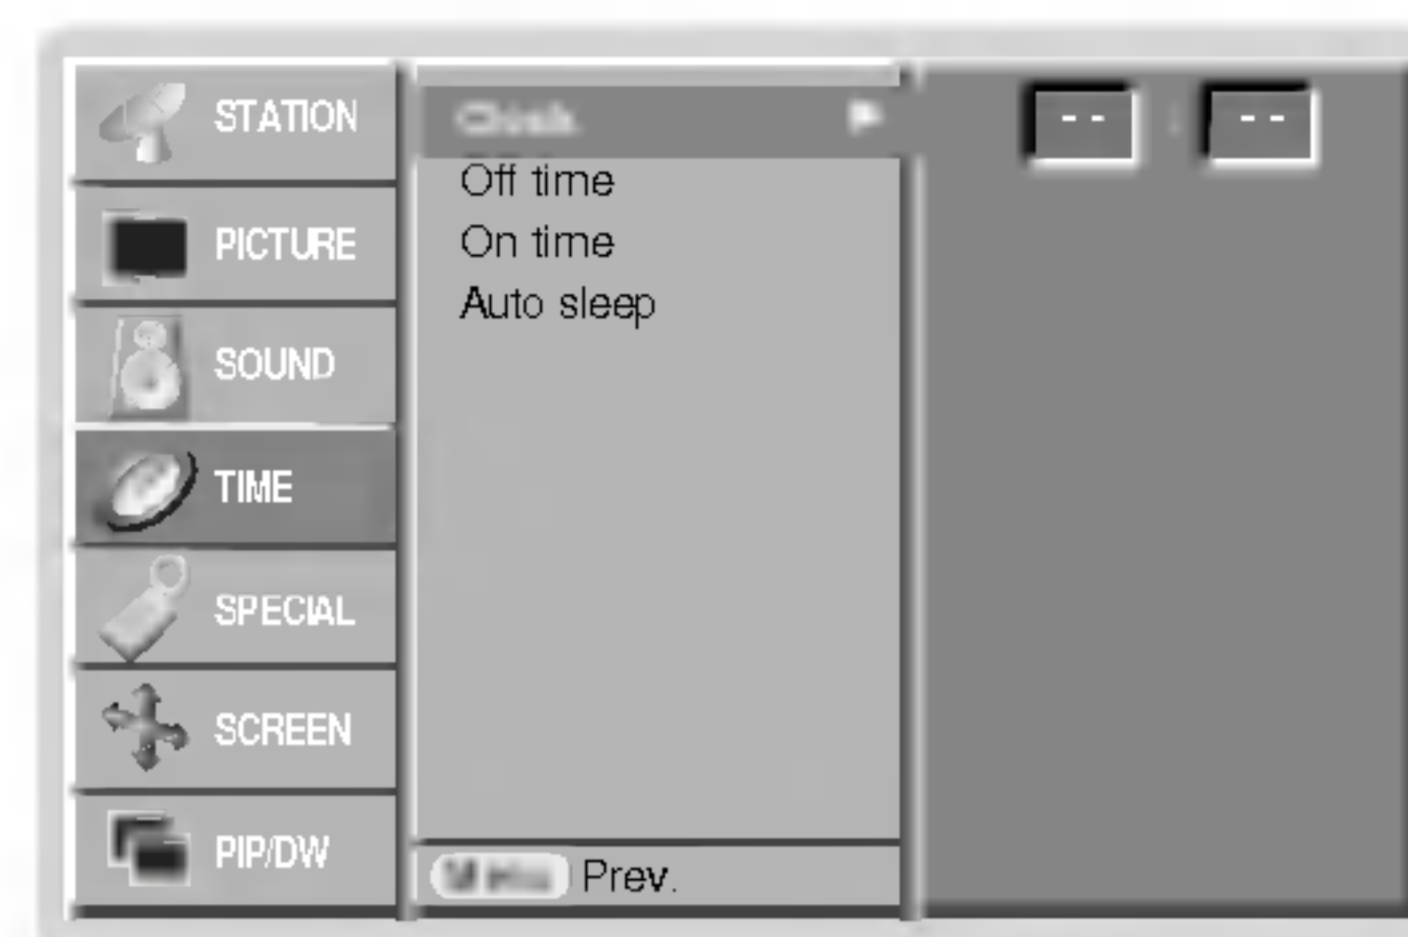 STATION
PICTURE
SOUND
TIME
SPECIAL
SCREEN
PIP/DW
Off time
On time
Auto sleep
Prev.
-- : --